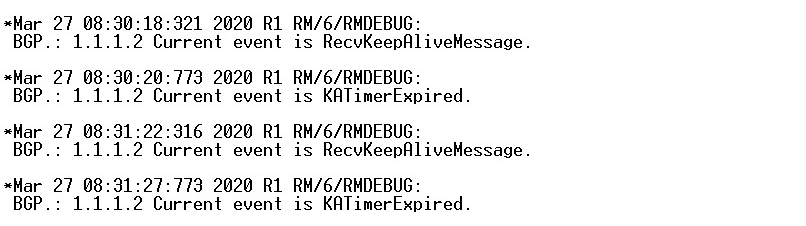 *Mar 27 08:30:18:321 2020 R1 RM/6/RMDEBUG:
BGP.: 1.1.1.2 Current event is RecvKeepAliveMessage.
*Mar 27 08:30:20:773 2020 R1 RM/6/RMDEBUG:
BGP.: 1.1.1.2 Current event is KATimerExpired.
*Mar 27 08:31:22:316 2020 R1 RM/6/RMDEBUG:
BGP.: 1.1.1.2 Current event is RecvKeepAliveMessage.
*Mar 27 08:31:27:773 2020 R1 RM/6/RMDEBUG:
BGP.: 1.1.1.2 Current event is KATimerExpired.